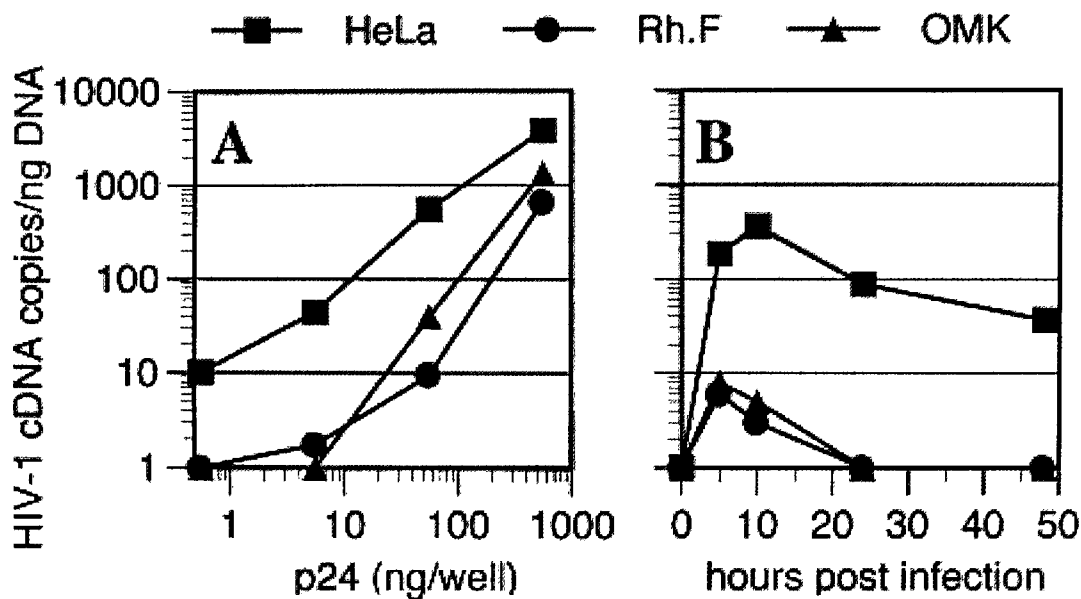 HeLa Rh.F OMK
HIV-1 cDNA copies/ng DNA
A
10000
1000
100
10
1
1 10 100 1000
p24 (ng/well)
B
0 10 20 30 40 50
hours post infection